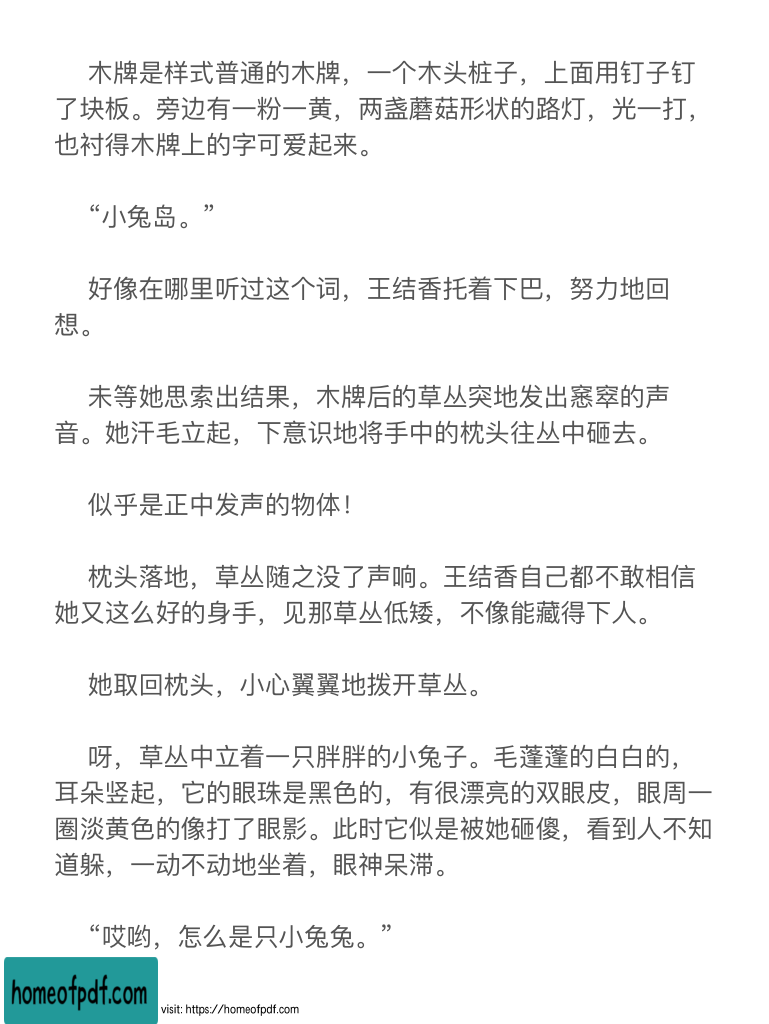 木牌是样式普通的木牌，一个木头桩子，上面用钉子钉
了块板。旁边有一粉一黄，两盏蘑菇形状的路灯，光一打，
也衬得木牌上的字可爱起来。
“小兔岛。”
好像在哪里听过这个词，王结香托着下巴，努力地回
想。
未等她思索出结果，木牌后的草丛突地发出窸窣的声
音。她汗毛立起，下意识地将手中的枕头往丛中砸去。
似乎是正中发声的物体！
枕头落地，草丛随之没了声响。王结香自己都不敢相信
她又这么好的身手，见那草丛低矮，不像能藏得下人。
她取回枕头，小心翼翼地拨开草丛。
呀，草丛中立着一只胖胖的小兔子。毛蓬蓬的白白的，
耳朵竖起，它的眼珠是黑色的，有很漂亮的双眼皮，眼周一
圈淡黄色的像打了眼影。此时它似是被她砸傻，看到人不知
道躲，一动不动地坐着，眼神呆滞。
“哎哟，怎么是只小兔兔。”
homeofpdf.com
visit: https://homeofpdf.com